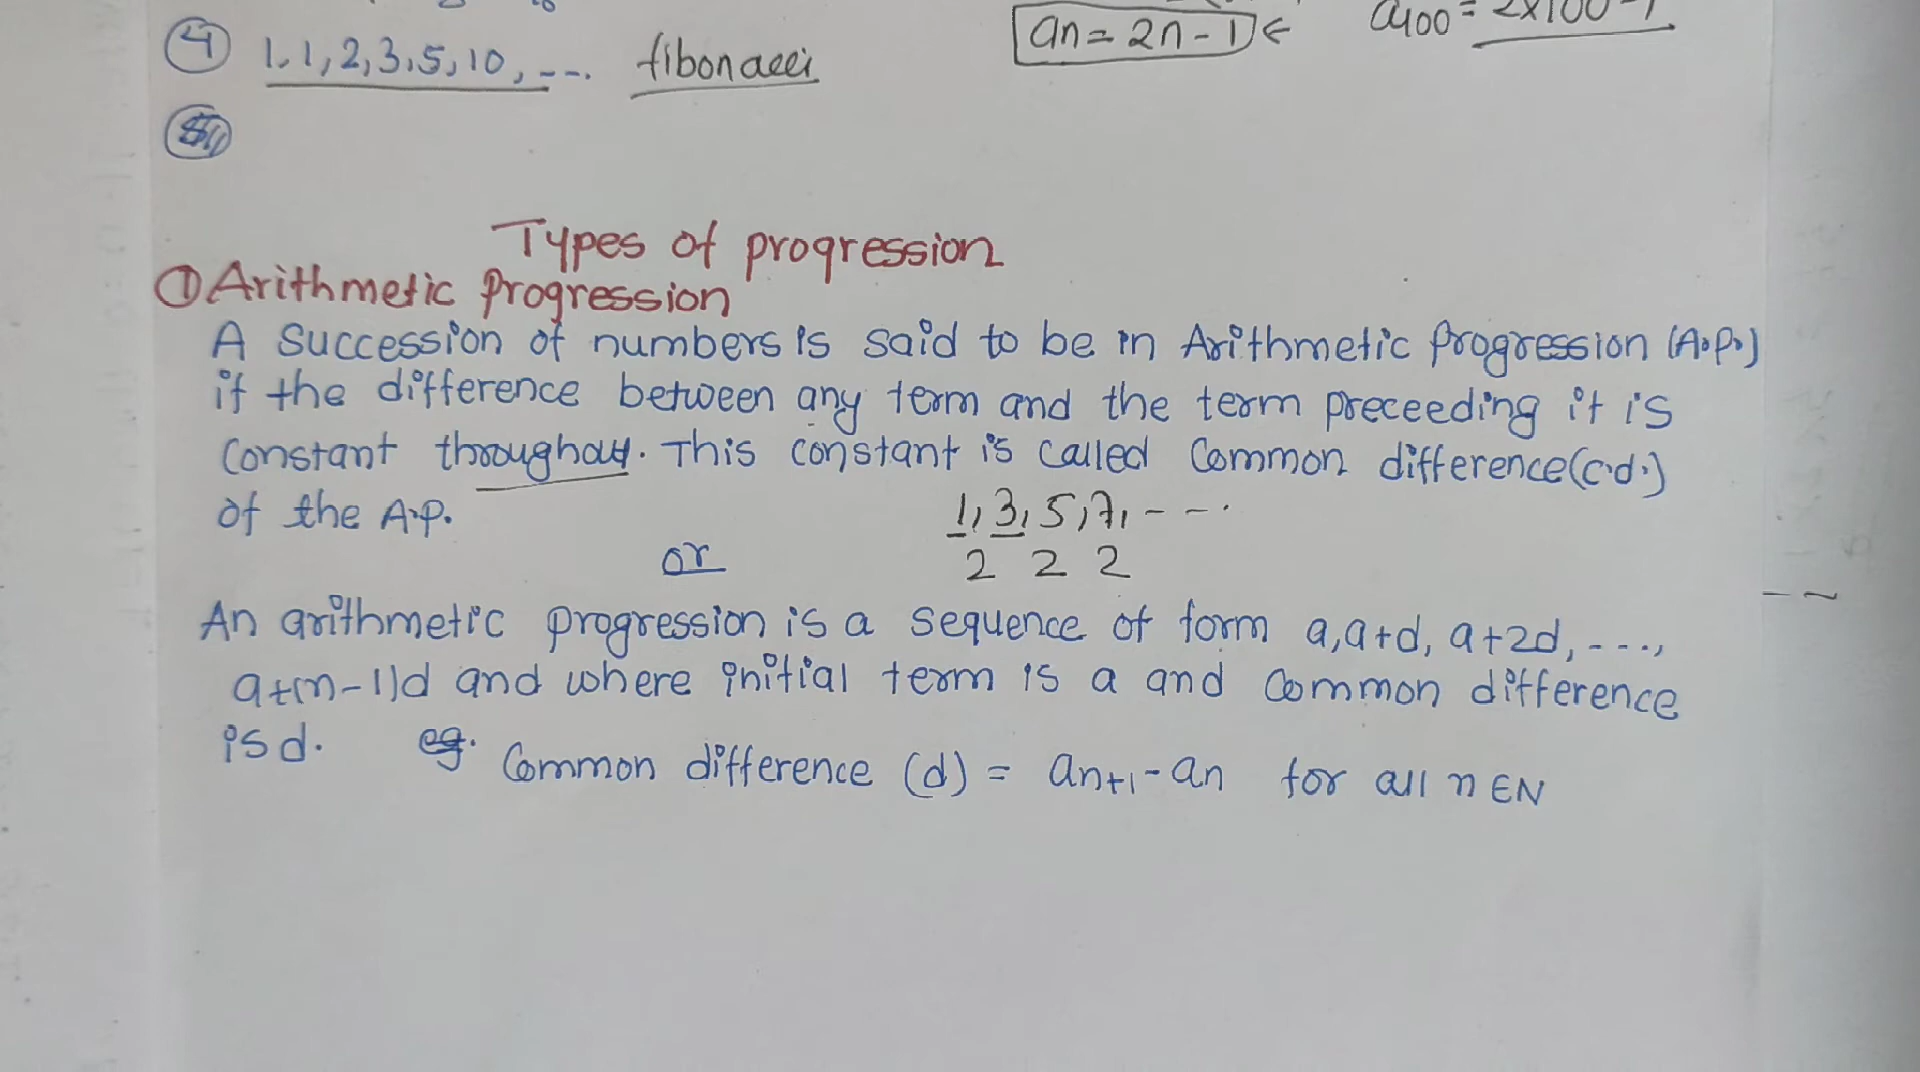 ④ 1, 1, 2, 3, 5, 10, ---. fibonacci
an = 2n - 1 ←
a100 = 2x100-1
Types of progression
① Arithmetic Progression
A succession of numbers is said to be in Arithmetic Progression (A.P.)
if the difference between any term and the term preceeding it is
constant throughout. This constant is called Common difference (c.d.)
of the A.P.
1, 3, 5, 7, ---.
or
2 2 2
An arithmetic progression is a sequence of form a, a+d, a+2d, ----,
a+(n-1)d and where initial term is a and common difference
is d. eg. Common difference (d) = an+1 - an for all n ∈ N